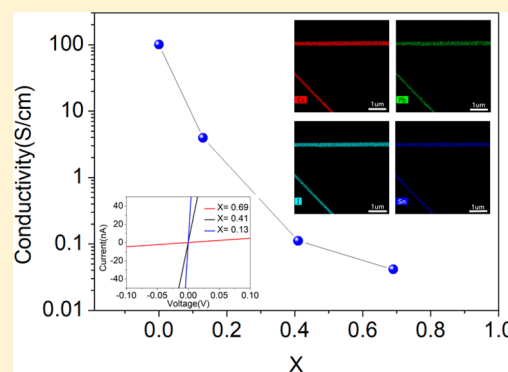 100
10
1
0.1
0.01
Conductivity(S/cm)
0.0
0.2
0.4
0.6
0.8
1.0
X
Cs
1um
Pb
1um
I
1um
Sn
1um
40
20
0
-20
-40
Current(nA)
X= 0.69
X= 0.41
X= 0.13
-0.10
-0.05
0.00
0.05
0.10
Voltage(V)